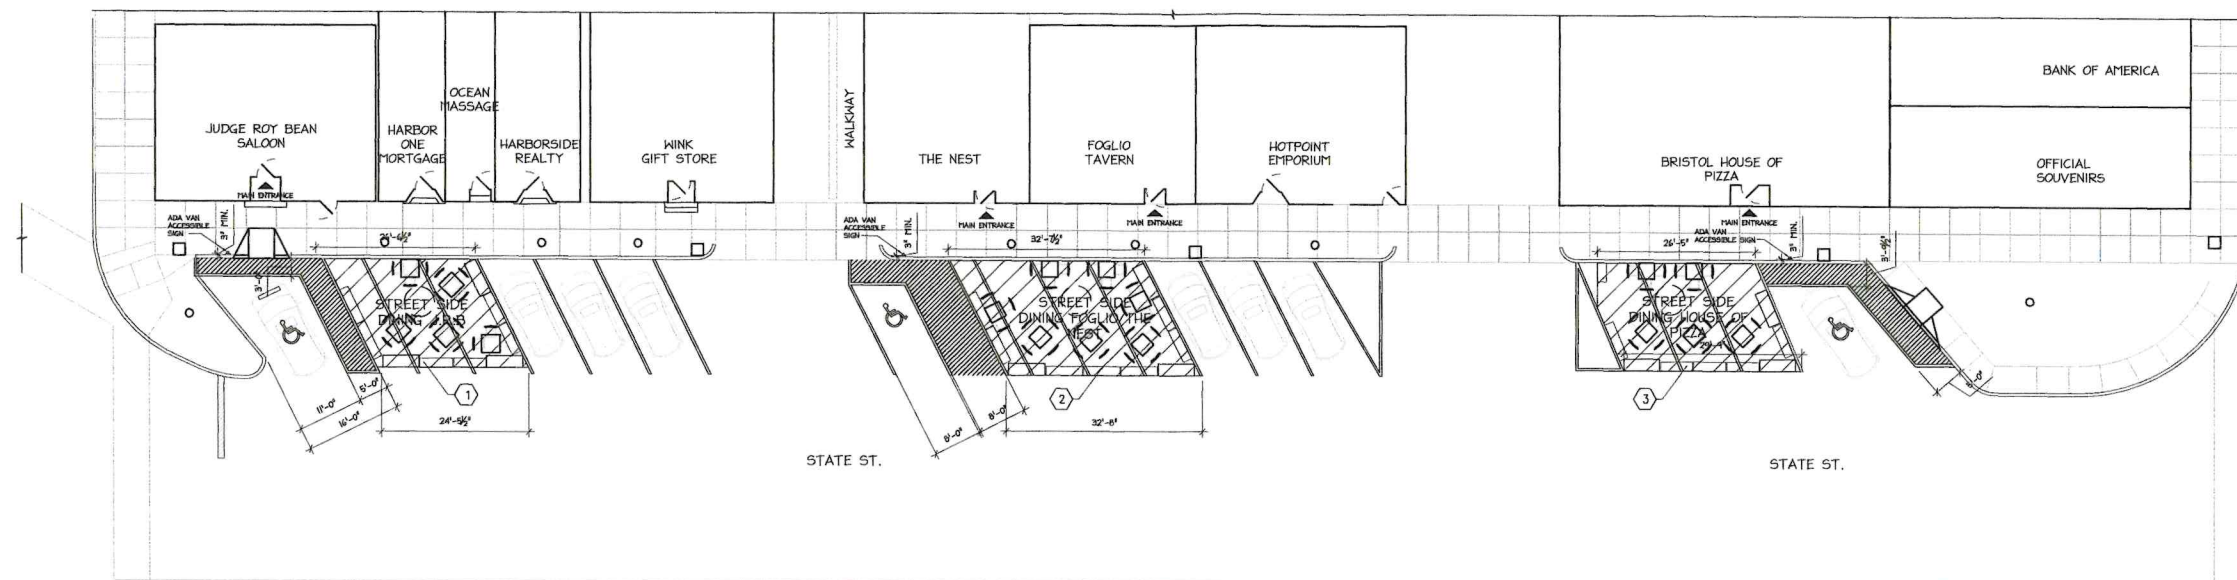 JUDGE ROY BEAN
SALOON
MAIN ENTRANCE
HARBOR
ONE
MORTGAGE
OCEAN
MASSAGE
HARBORSIDE
REALTY
WINK
GIFT STORE
WALKWAY
THE NEST
MAIN ENTRANCE
FOGLIO
TAVERN
MAIN ENTRANCE
HOTPOINT
EMPORIUM
BRISTOL HOUSE OF
PIZZA
MAIN ENTRANCE
BANK OF AMERICA
OFFICIAL
SOUVENIRS
ADA VAN
ACCESSIBLE
SIGN
3" MIN.
3'-0"
STREET SIDE
DINING J.R.B
11'-0"
5'-0"
16'-0"
24'-5½"
1
ADA VAN
ACCESSIBLE
SIGN
3" MIN.
32'-7½"
STREET SIDE
DINING FOGLIO/THE
NEST
8'-0"
8'-0"
32'-8"
2
STATE ST.
26'-5"
ADA VAN
ACCESSIBLE SIGN
3" MIN.
STREET SIDE
DINING HOUSE OF
PIZZA
3
STATE ST.